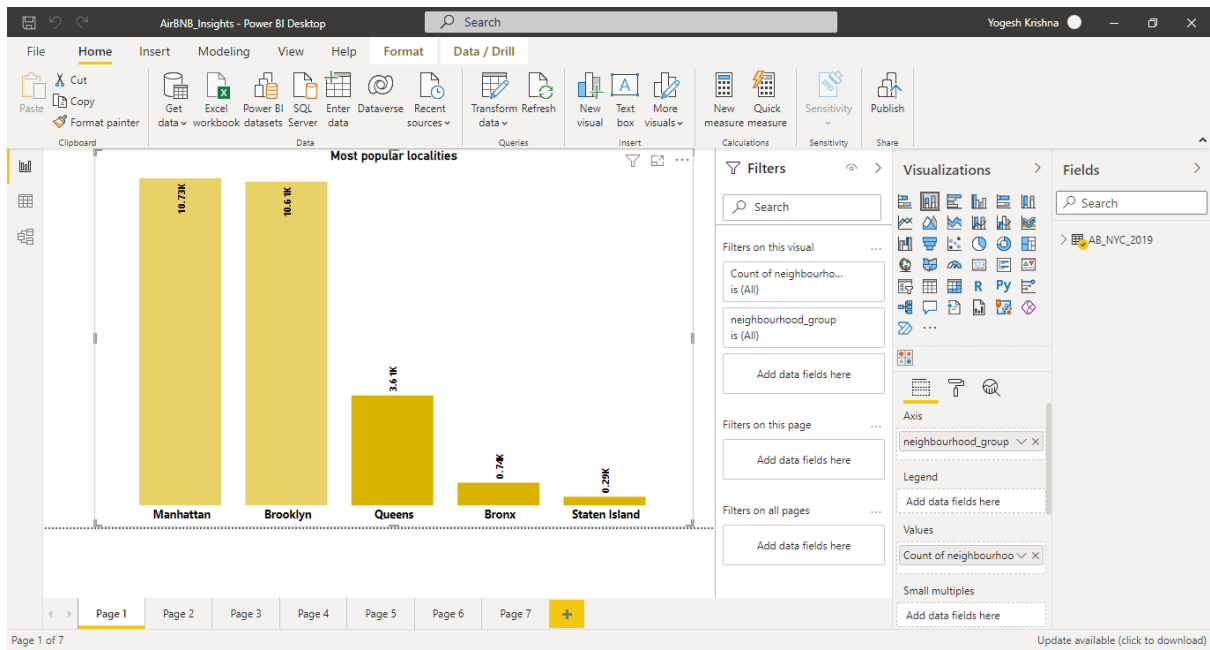 AirBNB_Insights - Power BI Desktop
Search
Yogesh Krishna
File Home Insert Modeling View Help Format Data / Drill
Paste
Cut
Copy
Format painter
Get data
Excel workbook
Power BI datasets
SQL Server
Enter data
Dataverse
Recent sources
Transform data
Refresh
New visual
Text box
More visuals
New measure
Quick measure
Sensitivity
Publish
Clipboard
Data
Queries
Insert
Calculations
Sensitivity
Share
Most popular localities
10.73K
10.61K
3.61K
0.74K
0.29K
Manhattan Brooklyn Queens Bronx Staten Island
Filters
Search
Filters on this visual
Count of neighbourho...
is (All)
neighbourhood_group
is (All)
Add data fields here
Filters on this page
Add data fields here
Filters on all pages
Add data fields here
Visualizations
R Py
123
Axis
neighbourhood_group
Legend
Add data fields here
Values
Count of neighbourhoo
Small multiples
Add data fields here
Fields
Search
AB_NYC_2019
Page 1 Page 2 Page 3 Page 4 Page 5 Page 6 Page 7 +
Page 1 of 7
Update available (click to download)